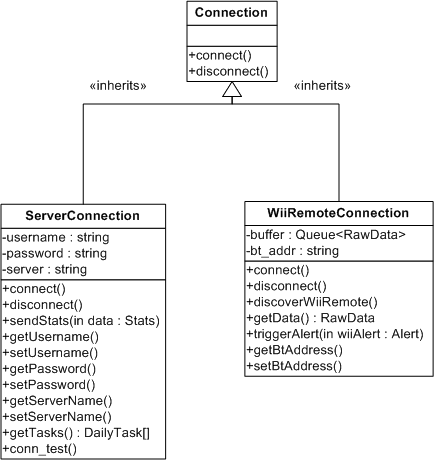 Connection
+connect()
+disconnect()
«inherits»
«inherits»
ServerConnection
-username : string
-password : string
-server : string
+connect()
+disconnect()
+sendStats(in data : Stats)
+getUsername()
+setUsername()
+getPassword()
+setPassword()
+getServerName()
+setServerName()
+getTasks() : DailyTask[]
+conn_test()
WiiRemoteConnection
-buffer : Queue<RawData>
-bt_addr : string
+connect()
+disconnect()
+discoverWiiRemote()
+getData() : RawData
+triggerAlert(in wiiAlert : Alert)
+getBtAddress()
+setBtAddress()